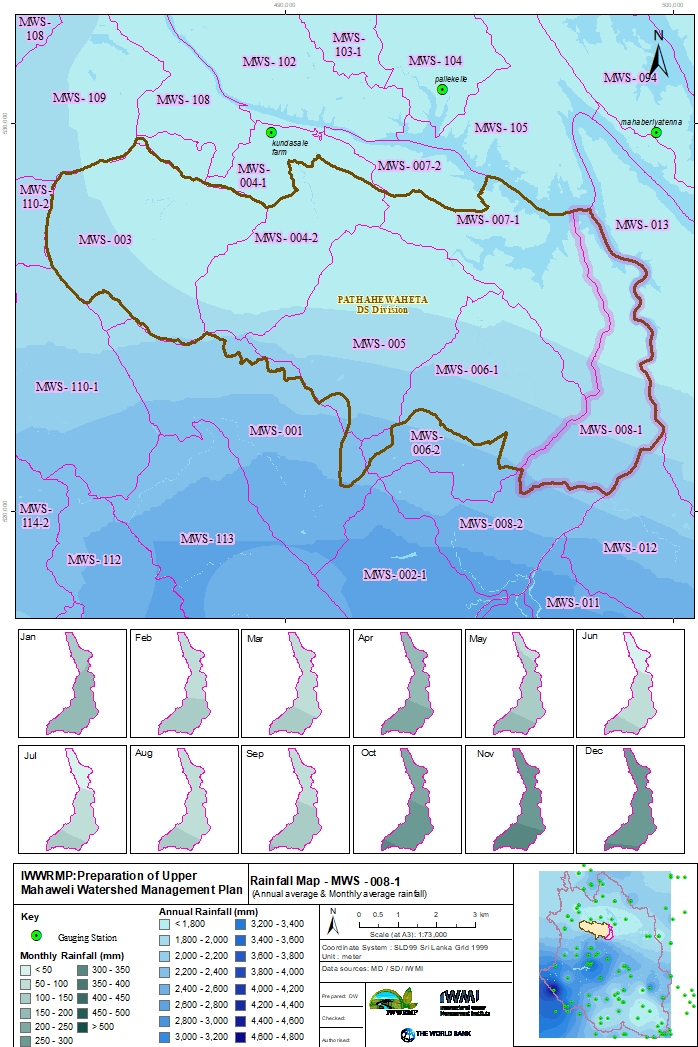 480,000
500,000
MWS-
108
MWS-
103-1
N
MWS- 102
MWS- 104
pallekelle
MWS- 094
MWS- 109
MWS- 108
mahaberiyatenna
530,000
MWS- 105
kundasale
farm
MWS-
004-1
MWS- 007-2
MWS-
110-2
MWS- 007-1
MWS- 013
MWS- 003
MWS- 004-2
PATHAHEWAHETA
DS Division
MWS- 005
MWS- 006-1
MWS- 110-1
MWS- 001
MWS-
006-2
MWS- 008-1
MWS-
114-2
520,000
MWS- 008-2
MWS- 113
MWS- 112
MWS- 012
MWS- 002-1
MWS- 011
Jan
Feb
Mar
Apr
May
Jun
Jul
Aug
Sep
Oct
Nov
Dec
IWWRMP:Preparation of Upper
Mahaweli Watershed Management Plan
Rainfall Map - MWS -008-1
(Annual average & Monthly average rainfall)
Key
Gauging Station
Monthly Rainfall (mm)
< 50
50 - 100
100 - 150
150 - 200
200 - 250
250 - 300
300 - 350
350 - 400
400 - 450
450 - 500
> 500
Annual Rainfall (mm)
< 1,800
1,800 - 2,000
2,000 - 2,200
2,200 - 2,400
2,400 - 2,600
2,600 - 2,800
2,800 - 3,000
3,000 - 3,200
3,200 - 3,400
3,400 - 3,600
3,600 - 3,800
3,800 - 4,000
4,000 - 4,200
4,200 - 4,400
4,400 - 4,600
4,600 - 4,800
N
0 0.5 1 2 3 km
Scale (at A3): 1:73,000
Coordinate System : SLD99 Sri Lanka Grid 1999
Unit : meter
Data sources: MD / SD/ IWMI
Prepared: DW
Checked:
Authorised:
IWWRMP
IWMI
International Water
Management Institute
THE WORLD BANK